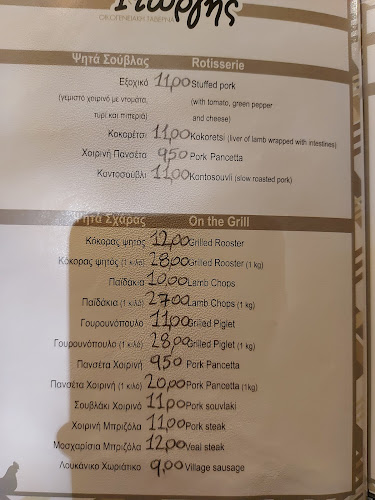 Γιώργης
ΟΙΚΟΓΕΝΕΙΑΚΗ ΤΑΒΕΡΝΑ
Ψητά Σούβλας Rotisserie
Εξοχικό 11,00 Stuffed pork
(γεμιστό χοιρινό με ντομάτα, (with tomato, green pepper
τυρί και πιπεριά) and cheese)
Κοκορέτσι 11,00 Kokoretsi (liver of lamb wrapped with intestines)
Χοιρινή Πανσέτα 9,50 Pork Pancetta
Κοντοσούβλι 11,00 Kontosouvli (slow roasted pork)
Ψητά Σχάρας On the Grill
Κόκορας ψητός 12,00 Grilled Rooster
Κόκορας ψητός (1 κιλό) 28,00 Grilled Rooster (1 kg)
Παϊδάκια 10,00 Lamb Chops
Παϊδάκια (1 κιλό) 27,00 Lamb Chops (1 kg)
Γουρουνόπουλο 11,00 Grilled Piglet
Γουρουνόπουλο (1 κιλό) 28,00 Grilled Piglet (1 kg)
Πανσέτα Χοιρινή 9,50 Pork Pancetta
Πανσέτα Χοιρινή (1 κιλό) 20,00 Pork Pancetta (1kg)
Σουβλάκι Χοιρινό 11,00 Pork souvlaki
Χοιρινή Μπριζόλα 11,00 Pork steak
Μοσχαρίσια Μπριζόλα 12,00 Veal steak
Λουκάνικο Χωριάτικο 9,00 Village sausage